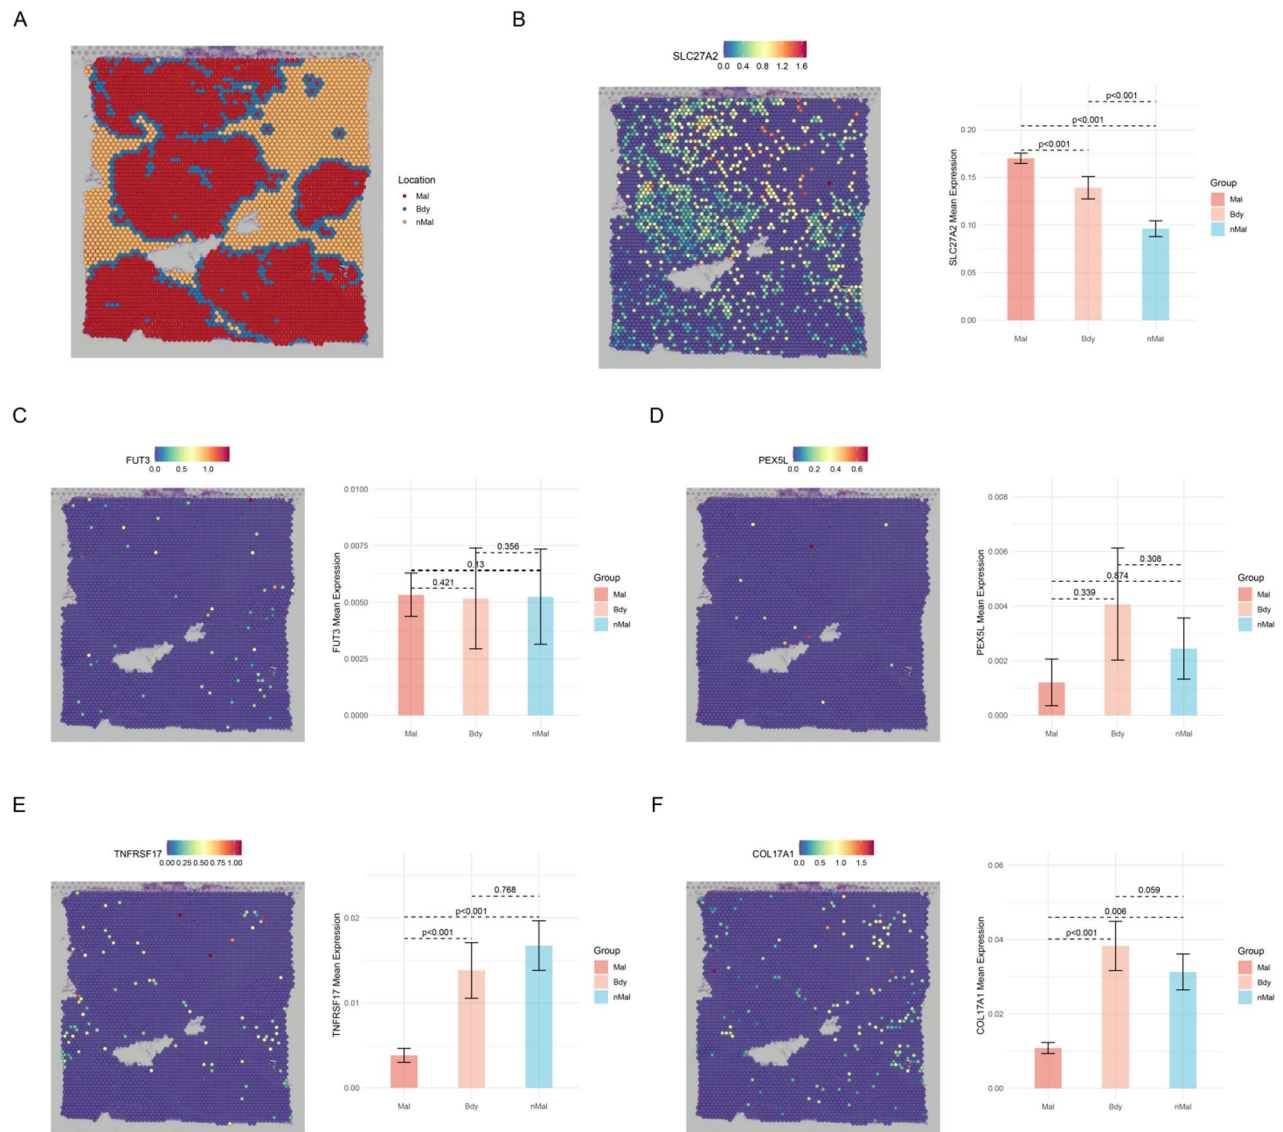 A
Location
Mal
Bdy
nMal
B
SLC27A2
0.0 0.4 0.8 1.2 1.6
SLC27A2 Mean Expression
0.20
0.15
0.10
0.05
0.00
p<0.001
p<0.001
p<0.001
Mal Bdy nMal
Group
Mal
Bdy
nMal
C
FUT3
0.0 0.5 1.0
FUT3 Mean Expression
0.0100
0.0075
0.0050
0.0025
0.0000
0.356
0.13
0.421
Mal Bdy nMal
Group
Mal
Bdy
nMal
D
PEX5L
0.0 0.2 0.4 0.6
PEX5L Mean Expression
0.008
0.006
0.004
0.002
0.000
0.308
0.874
0.339
Mal Bdy nMal
Group
Mal
Bdy
nMal
E
TNFRSF17
0.00 0.25 0.50 0.75 1.00
TNFRSF17 Mean Expression
0.02
0.01
0.00
0.768
p<0.001
p<0.001
Mal Bdy nMal
Group
Mal
Bdy
nMal
F
COL17A1
0.0 0.5 1.0 1.5
COL17A1 Mean Expression
0.06
0.04
0.02
0.00
0.059
0.006
p<0.001
Mal Bdy nMal
Group
Mal
Bdy
nMal